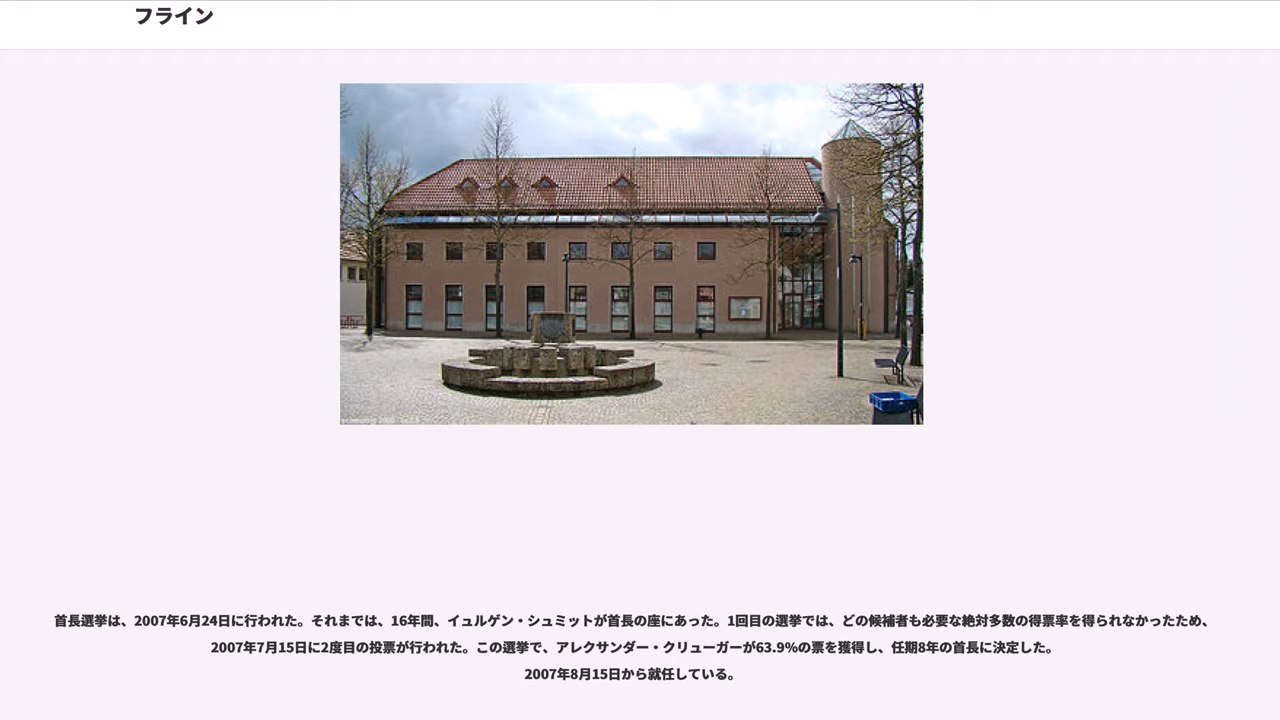 フライン
首長選挙は、2007年6月24日に行われた。それまでは、16年間、イュルゲン・シュミットが首長の座にあった。1回目の選挙では、どの候補者も必要な絶対多数の得票率を得られなかったため、
2007年7月15日に2度目の投票が行われた。この選挙で、アレクサンダー・クリューガーが63.9%の票を獲得し、任期8年の首長に決定した。
2007年8月15日から就任している。